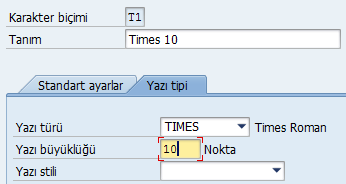 Karakter biçimi T1
Tanım Times 10
Standart ayarlar Yazı tipi
Yazı türü TIMES Times Roman
Yazı büyüklüğü 10 Nokta
Yazı stili